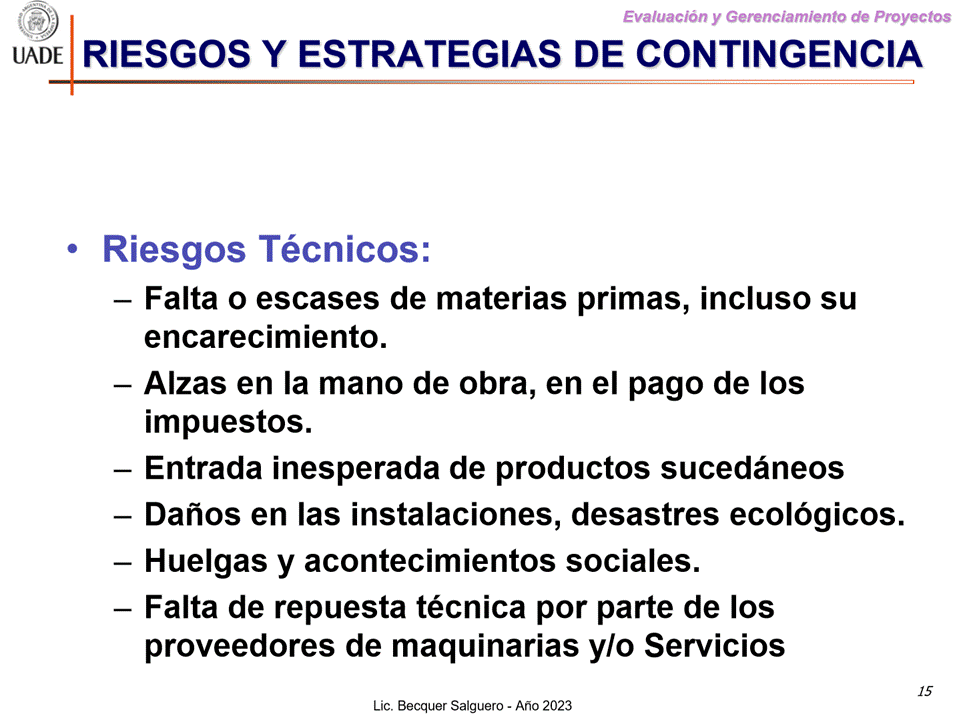 Evaluación y Gerenciamiento de Proyectos
UADE
RIESGOS Y ESTRATEGIAS DE CONTINGENCIA
• Riesgos Técnicos:
– Falta o escases de materias primas, incluso su
encarecimiento.
– Alzas en la mano de obra, en el pago de los
impuestos.
– Entrada inesperada de productos sucedáneos
– Daños en las instalaciones, desastres ecológicos.
– Huelgas y acontecimientos sociales.
– Falta de repuesta técnica por parte de los
proveedores de maquinarias y/o Servicios
15
Lic. Becquer Salguero - Año 2023